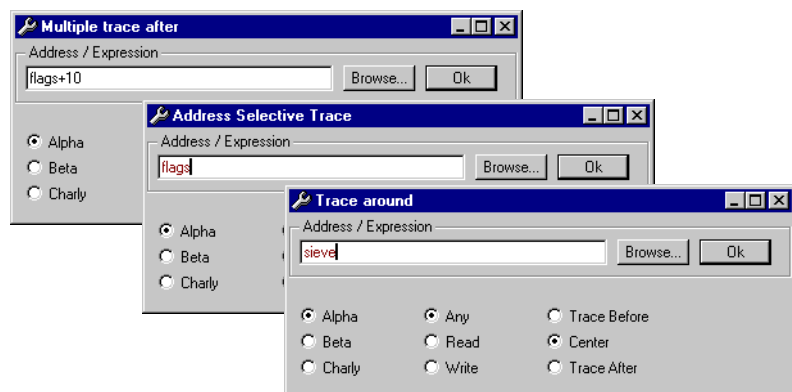 Multiple trace after
Address / Expression
flags+10
Browse...
Ok
Alpha
Beta
Charly
Address Selective Trace
Address / Expression
flags
Browse...
Ok
Alpha
Beta
Charly
Trace around
Address / Expression
sieve
Browse...
Ok
Alpha Any Trace Before
Beta Read Center
Charly Write Trace After